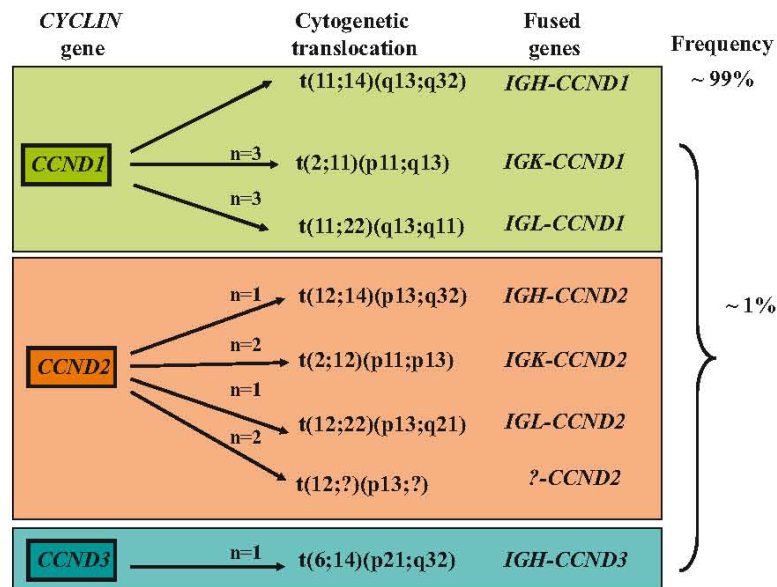 CYCLIN gene
Cytogenetic translocation
Fused genes
Frequency
t(11;14)(q13;q32) IGH-CCND1 ~ 99%
CCND1 n=3 t(2;11)(p11;q13) IGK-CCND1
n=3 t(11;22)(q13;q11) IGL-CCND1
n=1 t(12;14)(p13;q32) IGH-CCND2
~ 1%
CCND2 n=2 t(2;12)(p11;p13) IGK-CCND2
n=1 t(12;22)(p13;q21) IGL-CCND2
n=2 t(12;?)(p13;?) ?-CCND2
CCND3 n=1 t(6;14)(p21;q32) IGH-CCND3